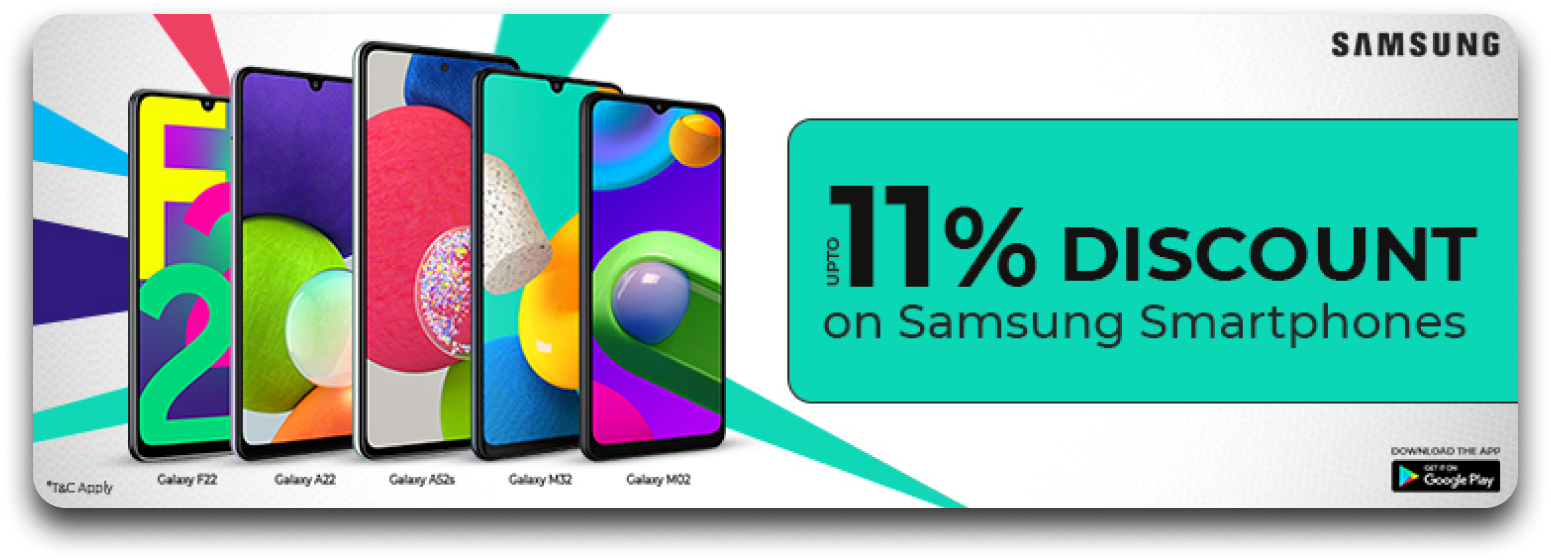 SAMSUNG
UPTO 11% DISCOUNT
on Samsung Smartphones
F
22
Galaxy F22 Galaxy A22 Galaxy A52s Galaxy M32 Galaxy M02
*T&C Apply
DOWNLOAD THE APP
GET IT ON
Google Play